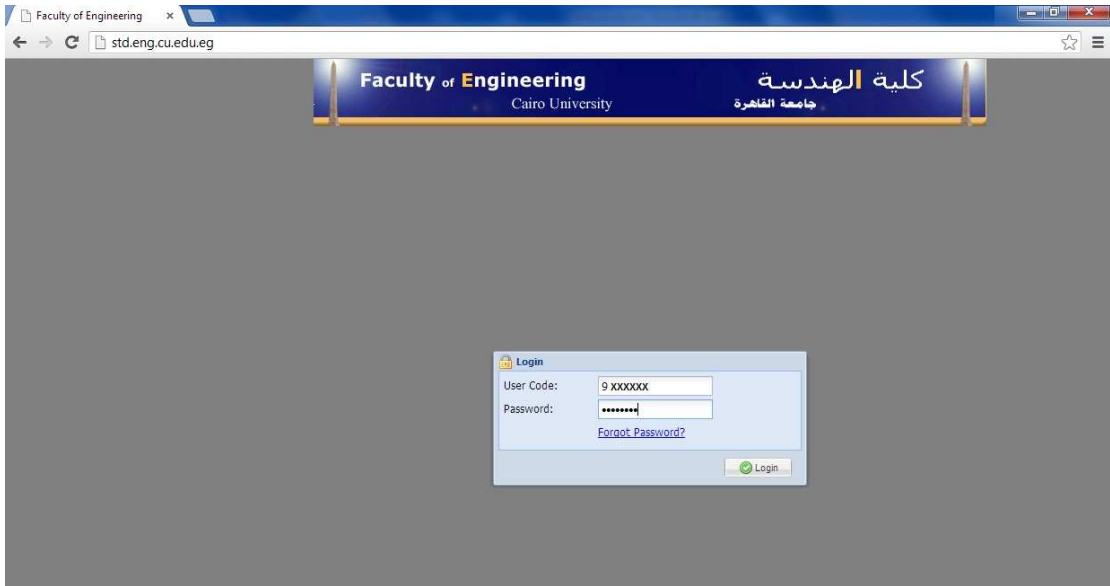 Faculty of Engineering
std.eng.cu.edu.eg
Faculty of Engineering
Cairo University
كلية الهندسة
جامعة القاهرة
Login
User Code: 9 xxxxxx
Password: ••••••••
Forgot Password?
Login